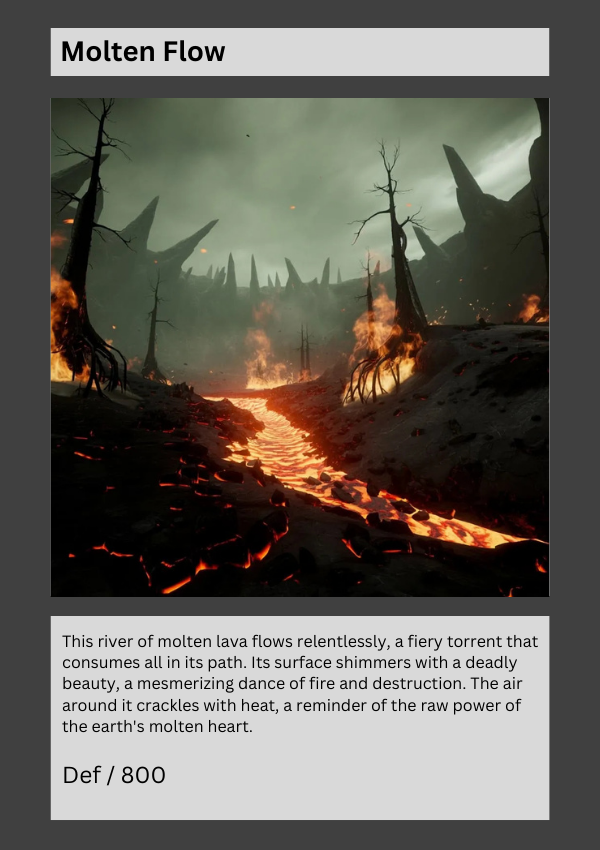 Molten Flow
This river of molten lava flows relentlessly, a fiery torrent that
consumes all in its path. Its surface shimmers with a deadly
beauty, a mesmerizing dance of fire and destruction. The air
around it crackles with heat, a reminder of the raw power of
the earth's molten heart.
Def / 800